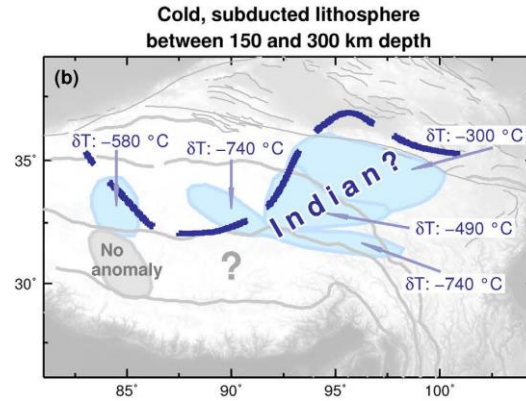 Cold, subducted lithosphere
between 150 and 300 km depth
(b)
δT: −580 °C
δT: −740 °C
δT: −300 °C
35°
Indian?
δT: −490 °C
No
anomaly
?
δT: −740 °C
30°
85°
90°
95°
100°